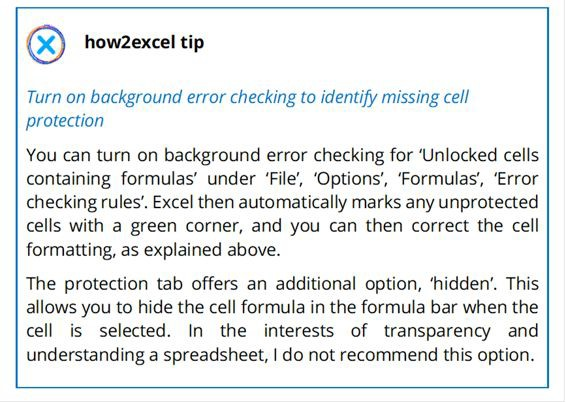 how2excel tip
Turn on background error checking to identify missing cell
protection
You can turn on background error checking for ‘Unlocked cells
containing formulas’ under ‘File’, ‘Options’, ‘Formulas’, ‘Error
checking rules’. Excel then automatically marks any unprotected
cells with a green corner, and you can then correct the cell
formatting, as explained above.
The protection tab offers an additional option, ‘hidden’. This
allows you to hide the cell formula in the formula bar when the
cell is selected. In the interests of transparency and
understanding a spreadsheet, I do not recommend this option.